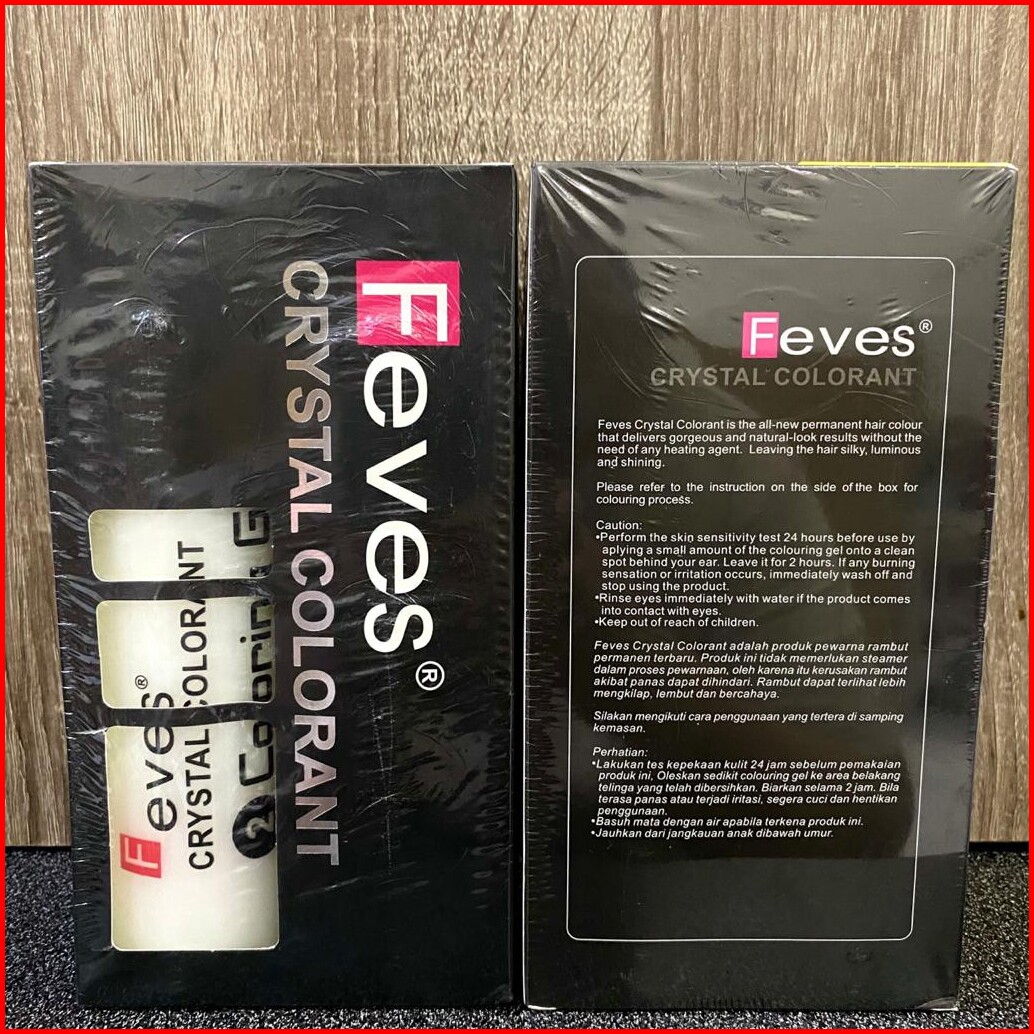 Feves®
CRYSTAL COLORANT
Feves®
CRYSTAL COLORANT
2 Colorin G
Feves®
CRYSTAL COLORANT
Feves Crystal Colorant is the all-new permanent hair colour
that delivers gorgeous and natural-look results without the
need of any heating agent. Leaving the hair silky, luminous
and shining.
Please refer to the instruction on the side of the box for
colouring process.
Caution:
•Perform the skin sensitivity test 24 hours before use by
aplying a small amount of the colouring gel onto a clean
spot behind your ear. Leave it for 2 hours. If any burning
sensation or irritation occurs, immediately wash off and
stop using the product.
•Rinse eyes immediately with water if the product comes
into contact with eyes.
•Keep out of reach of children.
Feves Crystal Colorant adalah produk pewarna rambut
permanen terbaru. Produk ini tidak memerlukan steamer
dalam proses pewarnaan, oleh karena itu kerusakan rambut
akibat panas dapat dihindari. Rambut dapat terlihat lebih
mengkilap, lembut dan bercahaya.
Silakan mengikuti cara penggunaan yang tertera di samping
kemasan.
Perhatian:
•Lakukan tes kepekaan kulit 24 jam sebelum pemakaian
produk ini, Oleskan sedikit colouring gel ke area belakang
telinga yang telah dibersihkan. Biarkan selama 2 jam. Bila
terasa panas atau terjadi iritasi, segera cuci dan hentikan
penggunaan.
•Basuh mata dengan air apabila terkena produk ini.
•Jauhkan dari jangkauan anak dibawah umur.